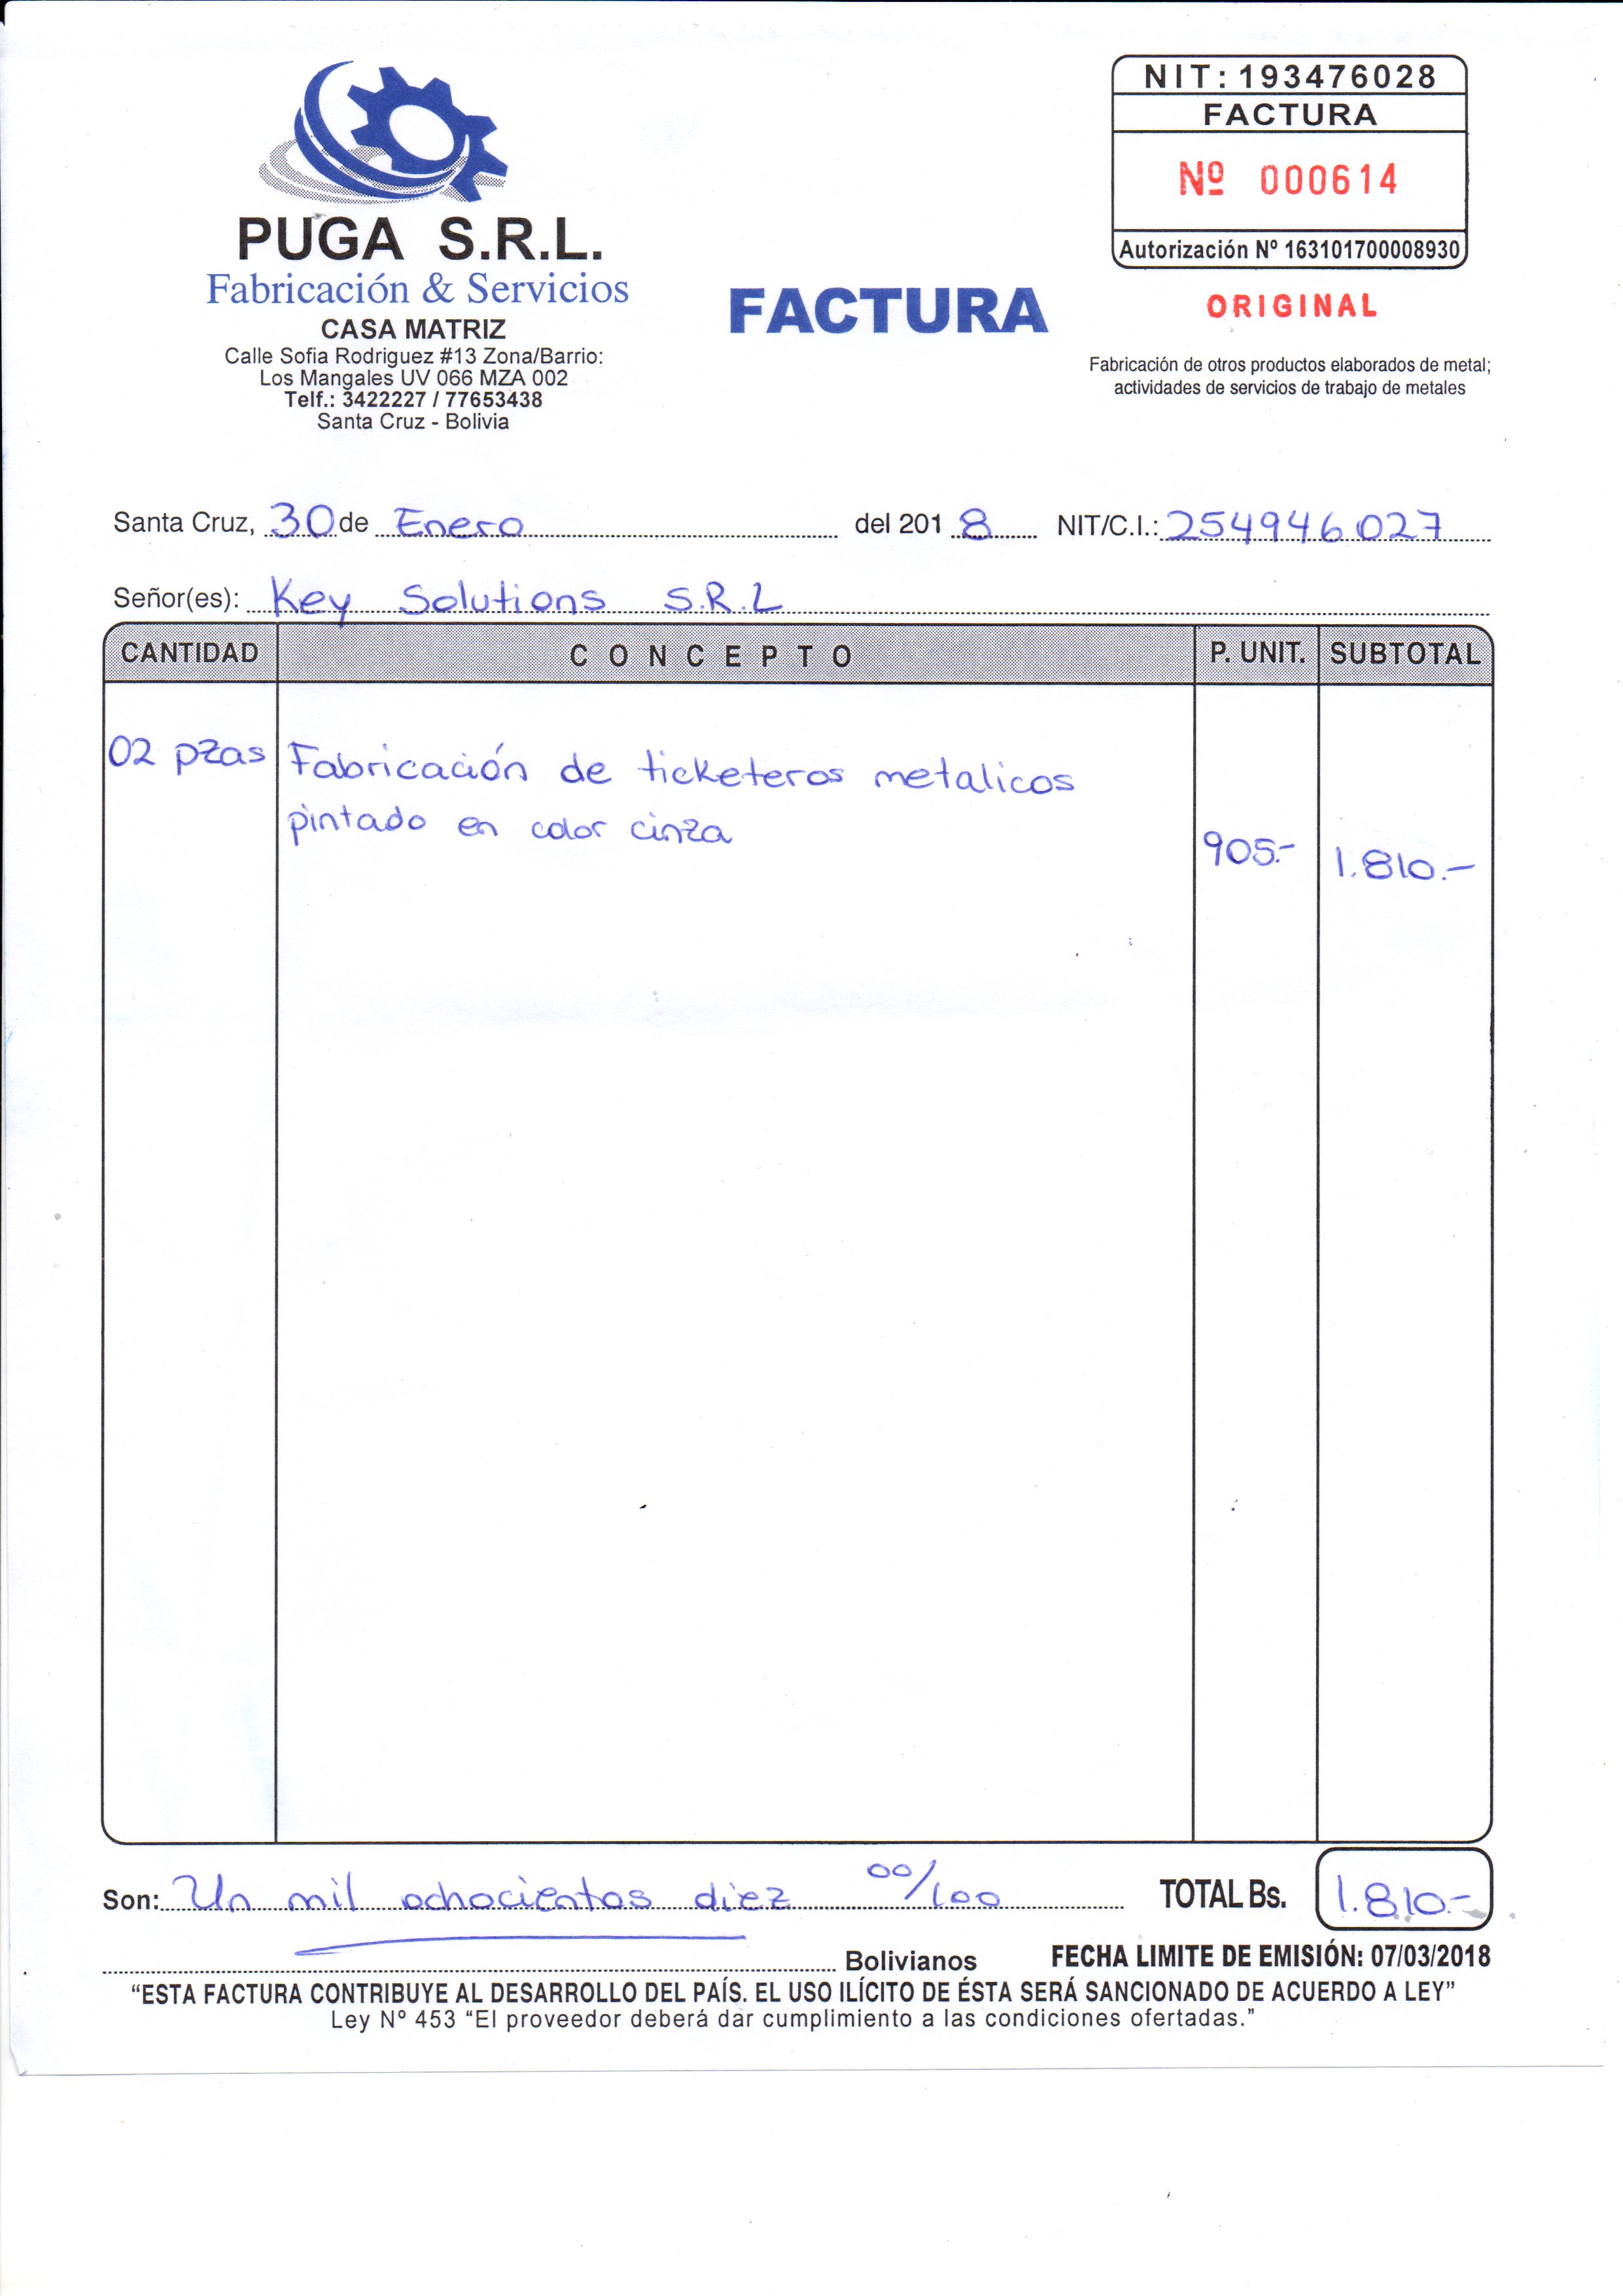 NIT: 193476028
FACTURA
Nº 000614
Autorización Nº 163101700008930
ORIGINAL
Fabricación de otros productos elaborados de metal;
actividades de servicios de trabajo de metales
PUGA S.R.L.
Fabricación & Servicios
CASA MATRIZ
Calle Sofia Rodriguez #13 Zona/Barrio:
Los Mangales UV 066 MZA 002
Telf.: 3422227 / 77653438
Santa Cruz - Bolivia
FACTURA
Santa Cruz, 30 de Enero del 2018 NIT/C.I.: 254946027
Señor(es): Key Solutions S.R.L
CANTIDAD CONCEPTO P. UNIT. SUBTOTAL
02 pzas Fabricación de ticketeros metalicos
pintado en color cinza 905.- 1.810.-
Son: Un mil ochocientos diez 00/100 TOTAL Bs. 1.810.-
Bolivianos FECHA LIMITE DE EMISIÓN: 07/03/2018
“ESTA FACTURA CONTRIBUYE AL DESARROLLO DEL PAÍS. EL USO ILÍCITO DE ÉSTA SERÁ SANCIONADO DE ACUERDO A LEY”
Ley Nº 453 “El proveedor deberá dar cumplimiento a las condiciones ofertadas.”